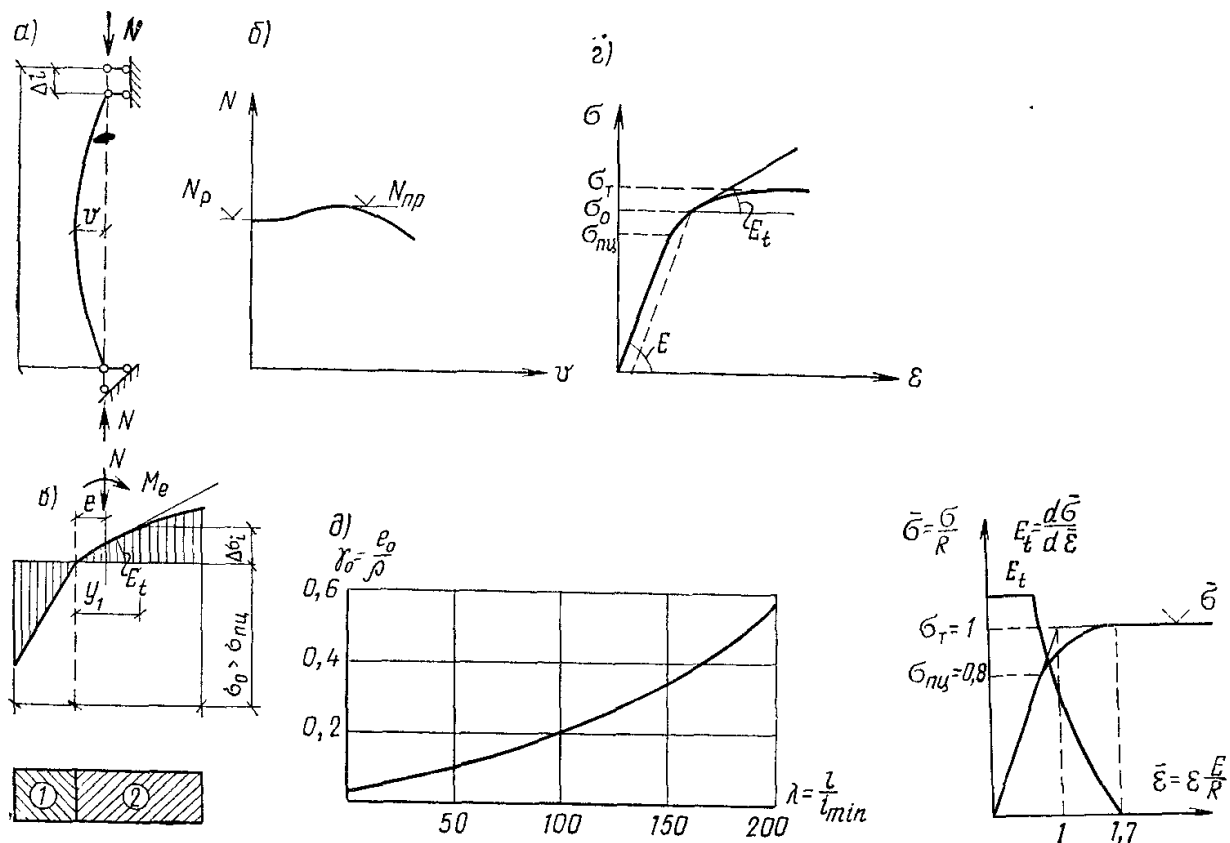 а)
N
Δi
υ
N
б)
N
Nр
Nпр
υ
г)
σ
σт
σо
σпц
Et
E
ε
в)
N
e
Me
Et
y1
Δσi
σо > σпц
1
2
д)
γо = eо/ρ
0,6
0,4
0,2
50
100
150
200
λ = l/imin
σ̄ = σ/R
Et = dσ̄/dε̄
Et
σ̄
σт = 1
σпц = 0,8
ε̄ = ε E/R
1
1,7